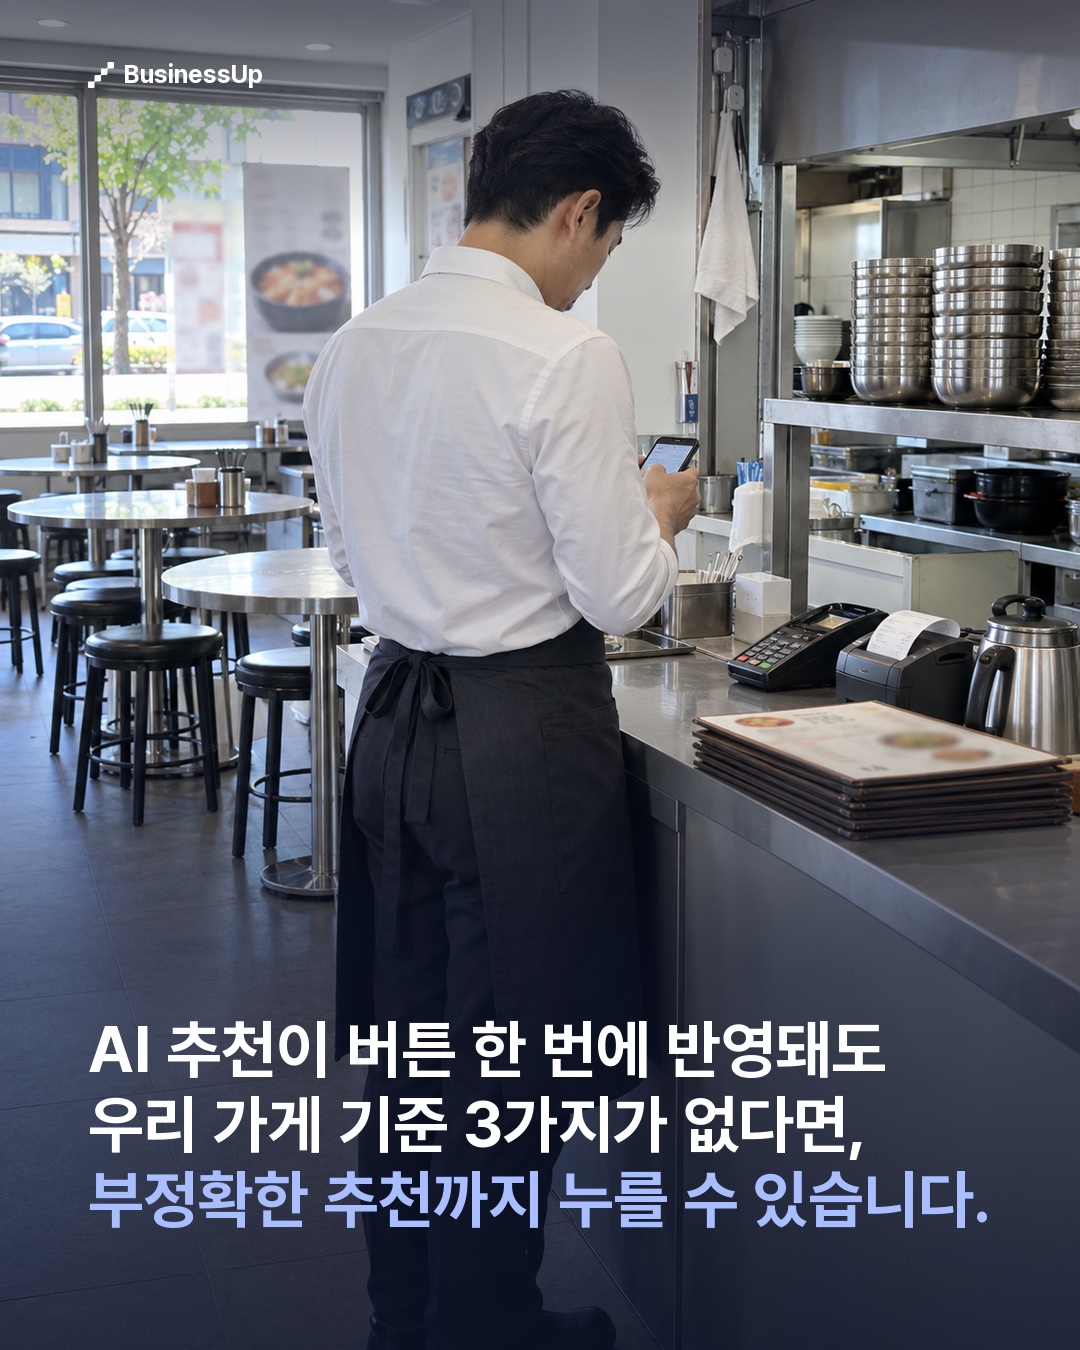 BusinessUp
AI 추천이 버튼 한 번에 반영돼도
우리 가게 기준 3가지가 없다면,
부정확한 추천까지 누를 수 있습니다.